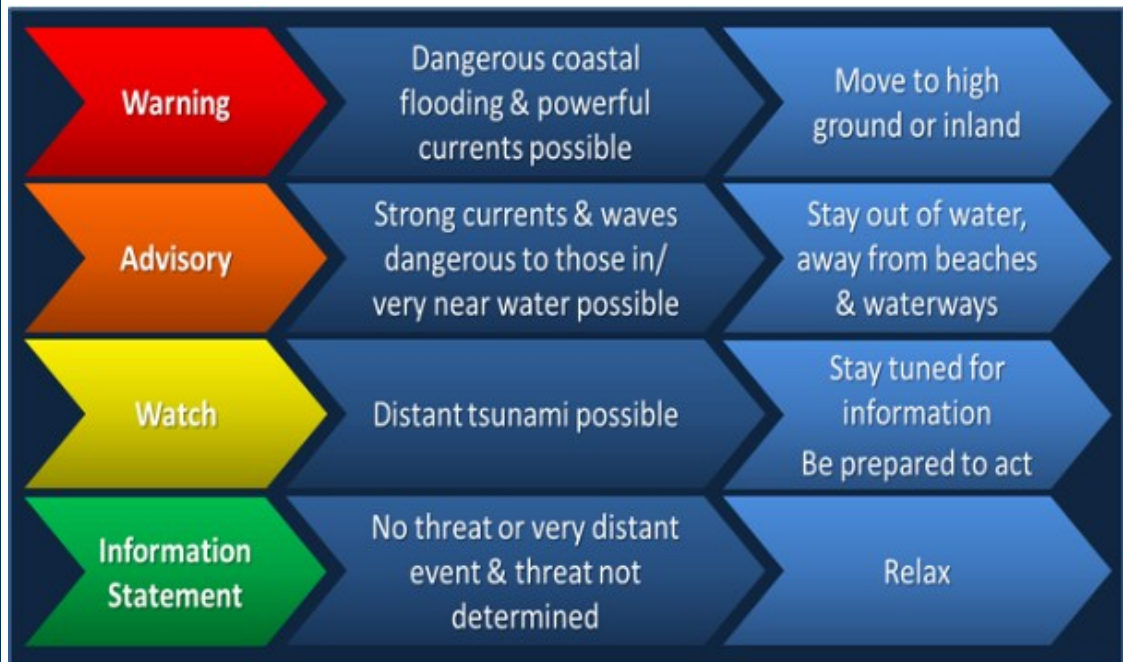 Warning
Dangerous coastal
flooding & powerful
currents possible
Move to high
ground or inland
Advisory
Strong currents & waves
dangerous to those in/
very near water possible
Stay out of water,
away from beaches
& waterways
Watch
Distant tsunami possible
Stay tuned for
information
Be prepared to act
Information
Statement
No threat or very distant
event & threat not
determined
Relax